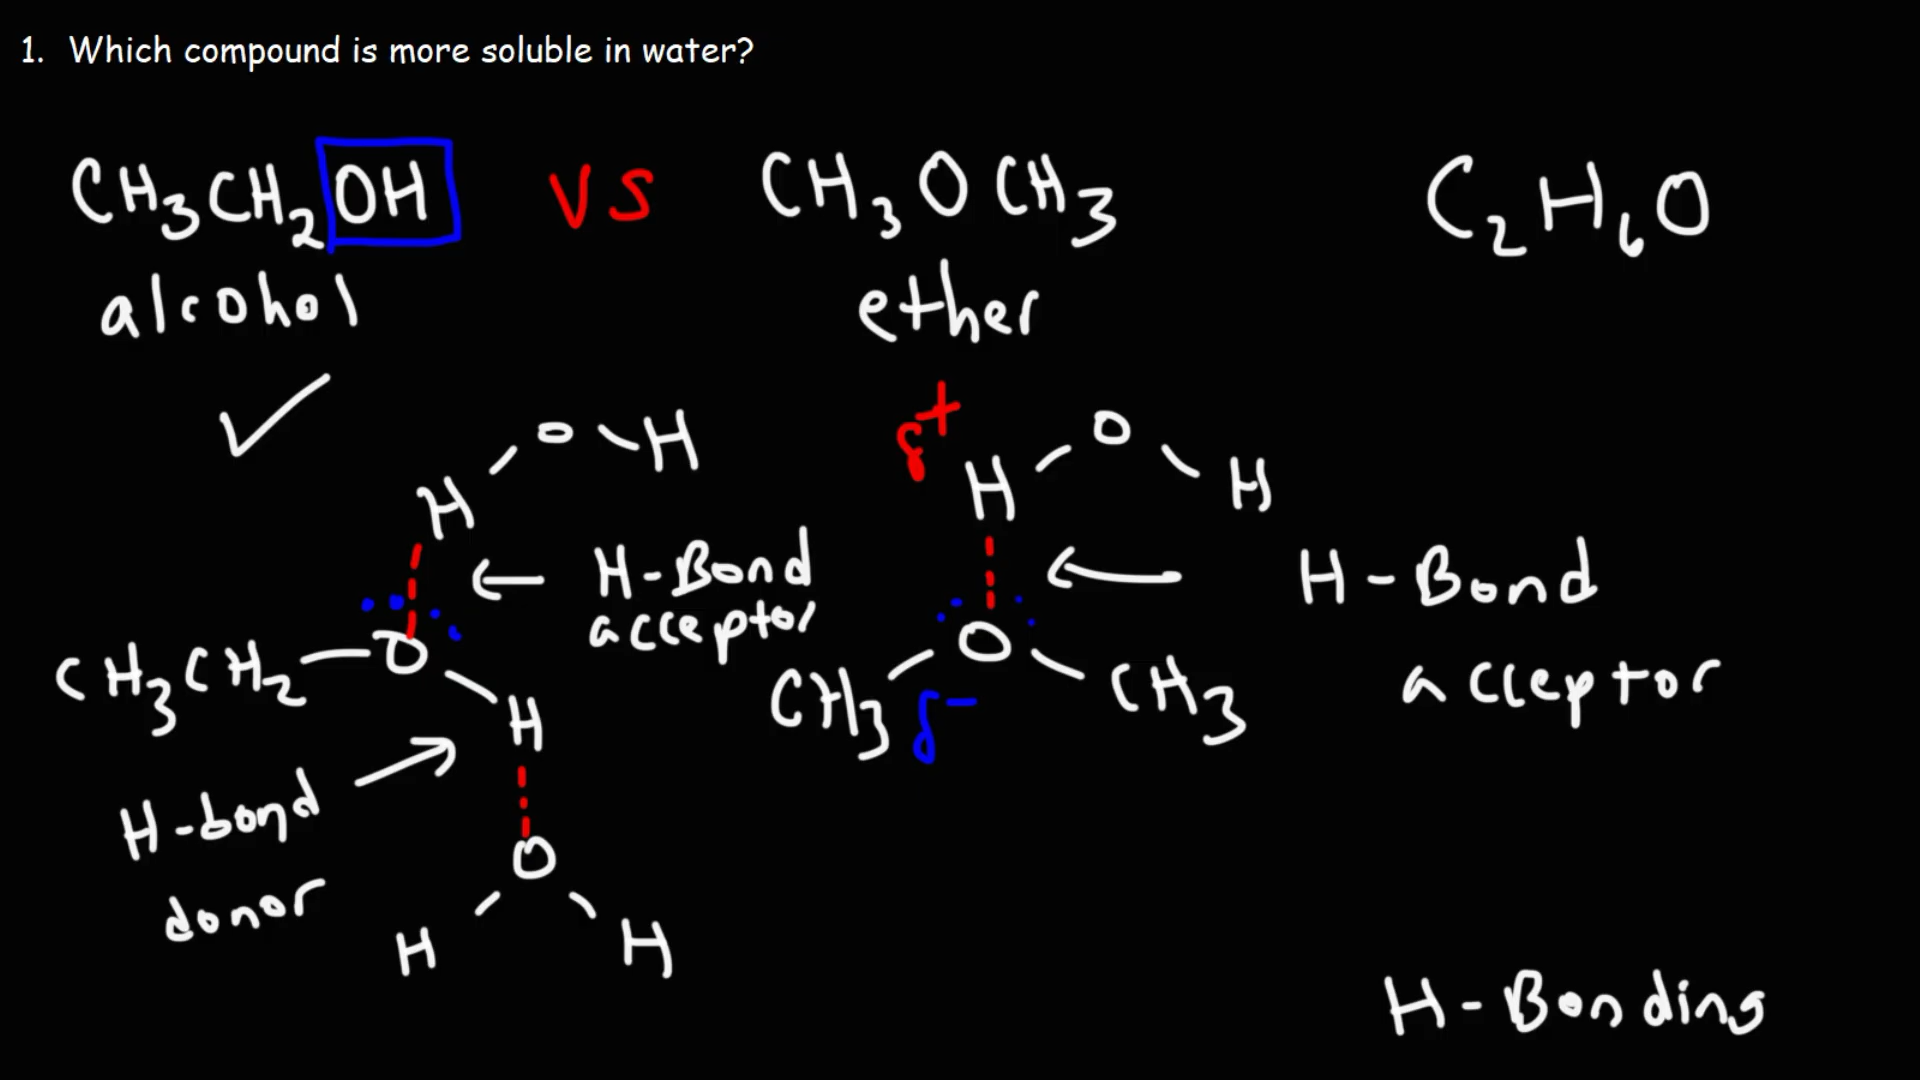 1. Which compound is more soluble in water?
CH3CH2OH VS CH3OCH3 C2H6O
alcohol ether
δ+
H O H H O H
H-Bond acceptor
H-Bond acceptor
CH3CH2 O H
CH3 O CH3
δ-
H-bond donor
O
H H
H-Bonding